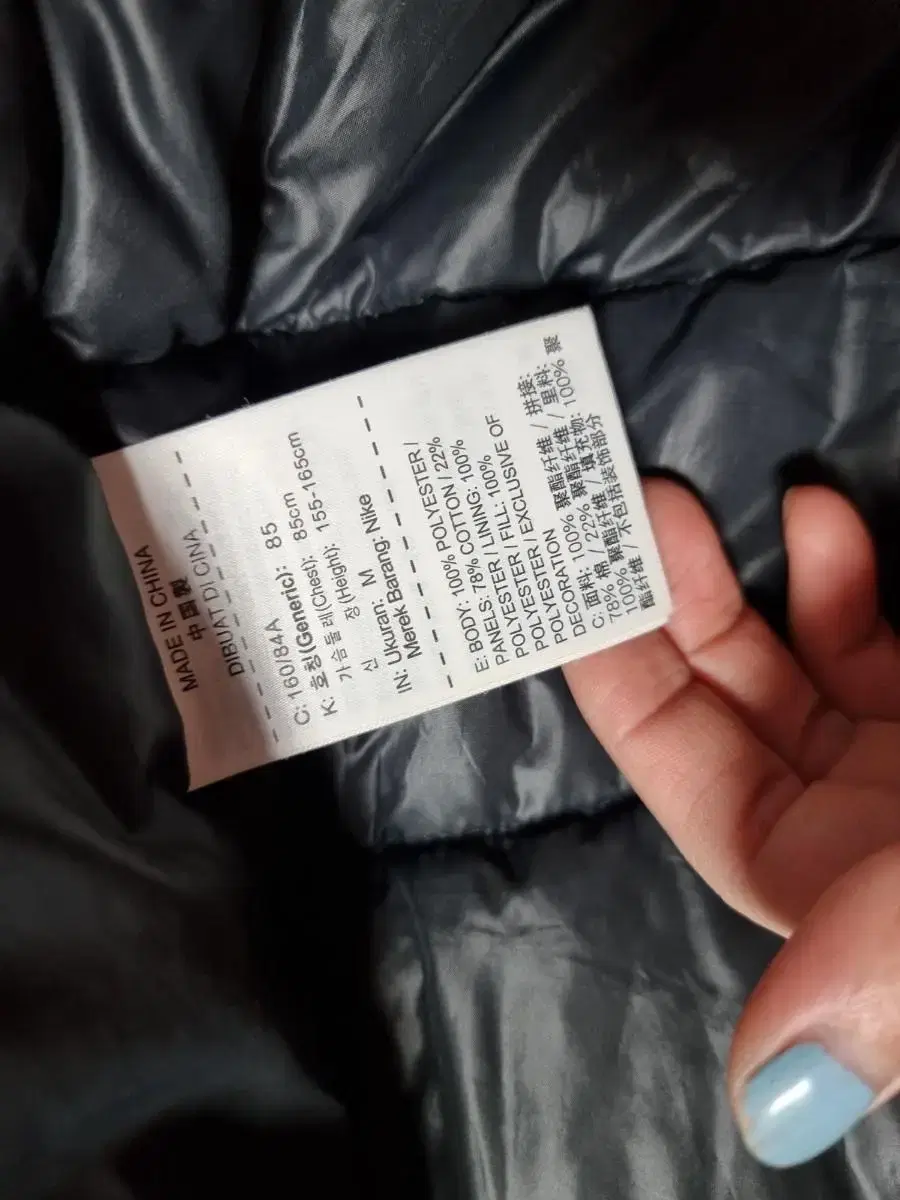 MADE IN CHINA
中国製
DIBUAT DI CINA
C: 160/84A
K: 호칭(Generic): 85
가슴둘레(Chest): 85cm
신 장(Height): 155-165cm
IN: Ukuran: M
Merek Barang: Nike
E: BODY: 100% POLYESTER /
PANELS: 78% COTTON / 22%
POLYESTER / LINING: 100%
POLYESTER / FILL: 100%
POLYESTER / EXCLUSIVE OF
DECORATION
C: 面料: 100% 聚酯纤维 / 拼接:
78% 棉 / 22% 聚酯纤维 / 里料:
100% 聚酯纤维 / 填充物: 100% 聚
酯纤维 / 不包括装饰部分